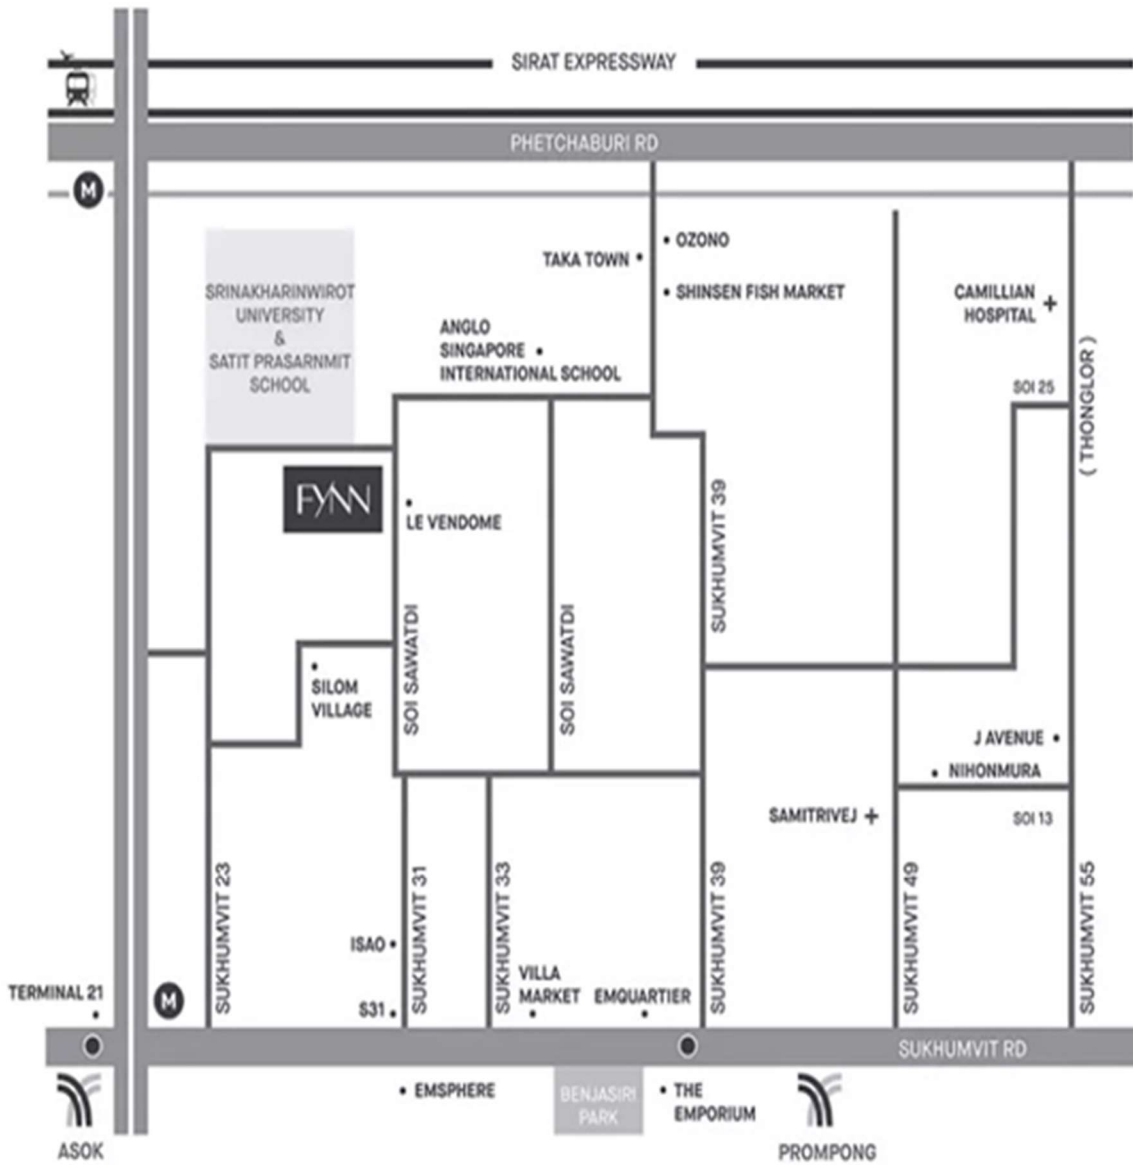 SIRAT EXPRESSWAY
PHETCHABURI RD
M
OZONO
TAKA TOWN
SHINSEN FISH MARKET
SRINAKHARINWIROT
UNIVERSITY
&
SATIT PRASARNMIT
SCHOOL
CAMILLIAN
HOSPITAL
ANGLO
SINGAPORE
INTERNATIONAL SCHOOL
SOI 25
( THONGLOR )
FYNN
LE VENDOME
SUKHUMVIT 39
SOI SAWATDI
SOI SAWATDI
SILOM
VILLAGE
J AVENUE
NIHONMURA
SAMITRIVEJ
SOI 13
SUKHUMVIT 23
SUKHUMVIT 31
SUKHUMVIT 33
SUKHUMVIT 39
SUKHUMVIT 49
SUKHUMVIT 55
ISAO
VILLA
MARKET
EMQUARTIER
TERMINAL 21
M
S31
SUKHUMVIT RD
EMSPHERE
BENJASIRI
PARK
THE
EMPORIUM
ASOK
PROMPONG